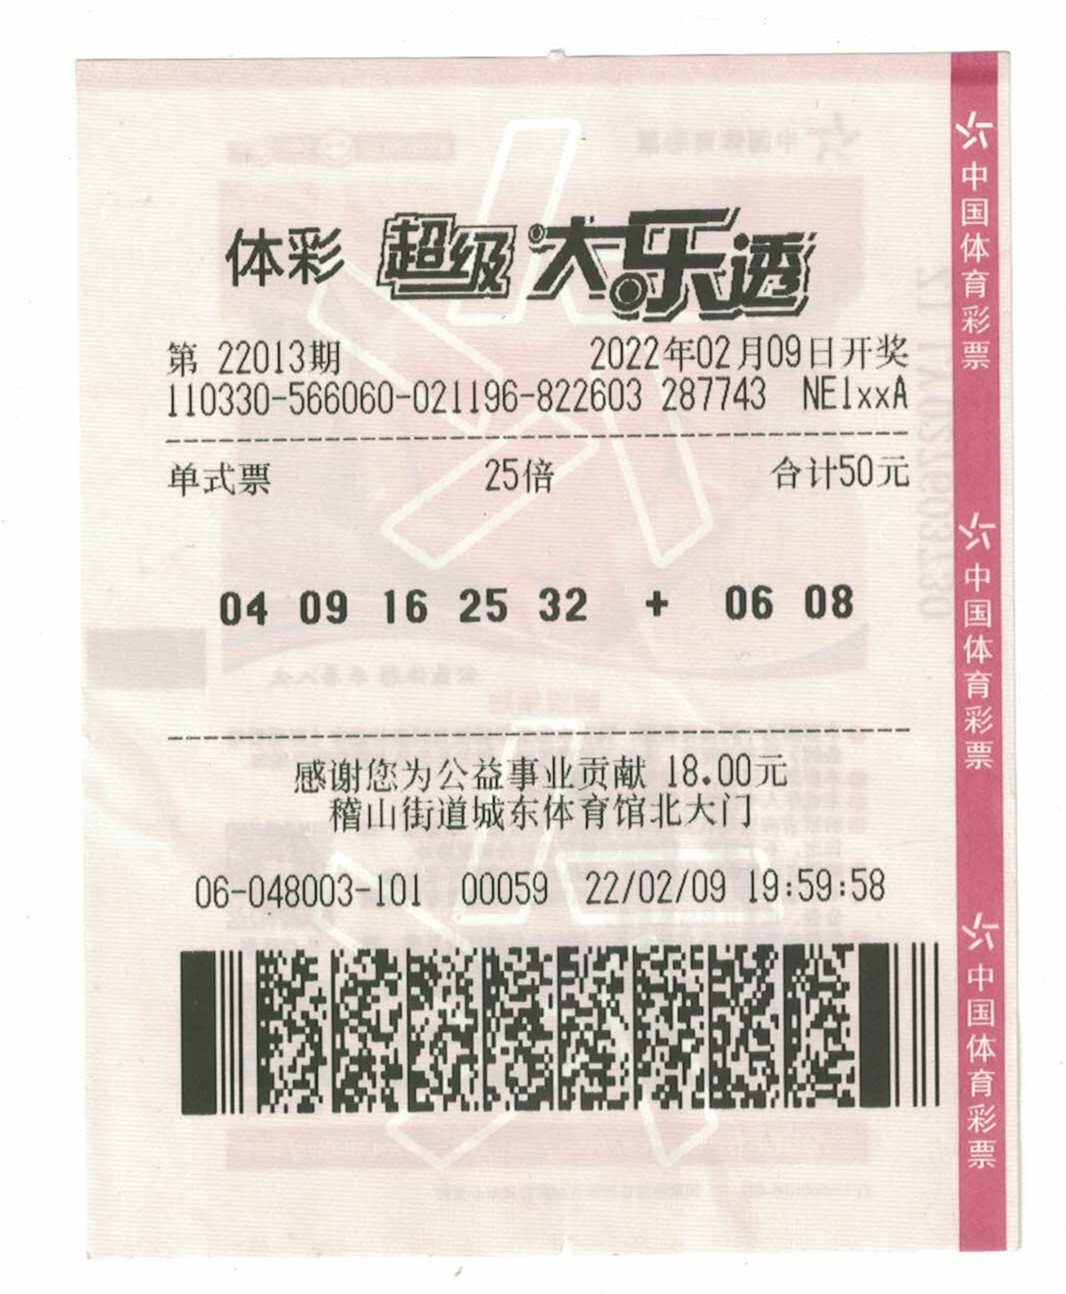 体彩 超级大乐透
第 22013期 2022年02月09日开奖
110330-566060-021196-822603 287743 NE1xxA
单式票 25倍 合计50元
04 09 16 25 32 + 06 08
感谢您为公益事业贡献 18.00元
稽山街道城东体育馆北大门
06-048003-101 00059 22/02/09 19:59:58
中国体育彩票
中国体育彩票
中国体育彩票